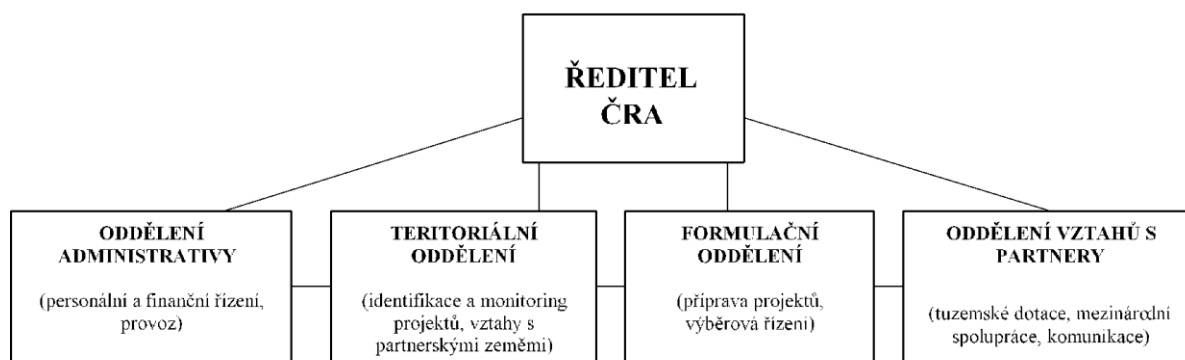 ŘEDITEL
ČRA
ODDĚLENÍ
ADMINISTRATIVY
(personální a finanční řízení,
provoz)
TERITORIÁLNÍ
ODDĚLENÍ
(identifikace a monitoring
projektů, vztahy s
partnerskými zeměmi)
FORMULAČNÍ
ODDĚLENÍ
(příprava projektů,
výběrová řízení)
ODDĚLENÍ VZTAHŮ S
PARTNERY
(tuzemské dotace, mezinárodní
spolupráce, komunikace)